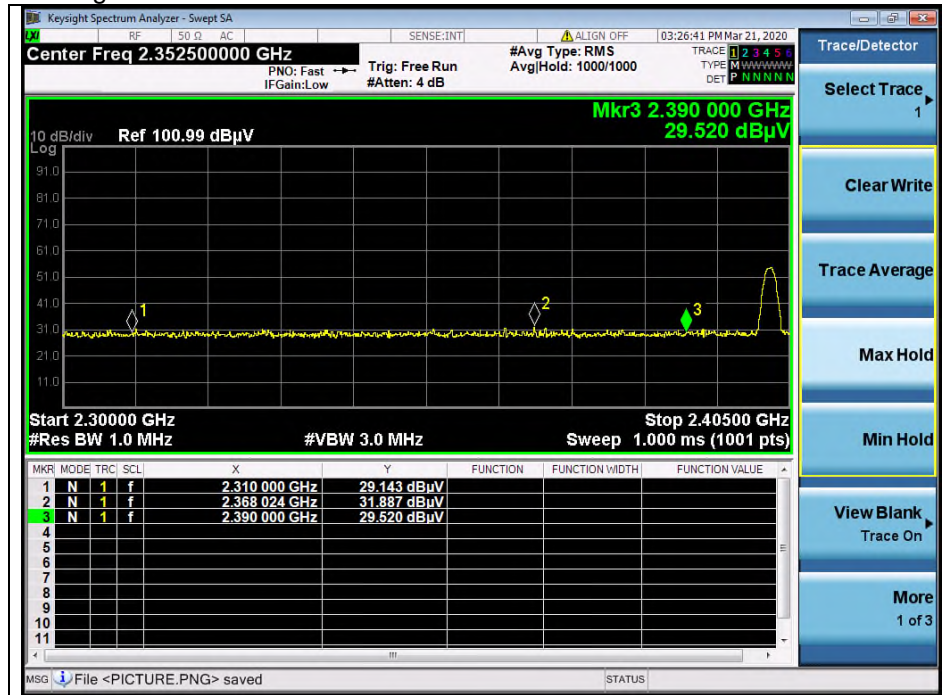 Keysight Spectrum Analyzer - Swept SA
LXI RF 50 Ω AC SENSE:INT ALIGN OFF 03:26:41 PM Mar 21, 2020
Center Freq 2.352500000 GHz
PNO: Fast
IFGain:Low
Trig: Free Run
#Atten: 4 dB
#Avg Type: RMS
Avg|Hold: 1000/1000
TRACE 1 2 3 4 5 6
TYPE M WWWWW
DET P N N N N N
Mkr3 2.390 000 GHz
29.520 dBµV
10 dB/div Ref 100.99 dBµV
Log
91.0
81.0
71.0
61.0
51.0
41.0
31.0
21.0
11.0
1
2
3
Start 2.30000 GHz Stop 2.40500 GHz
#Res BW 1.0 MHz #VBW 3.0 MHz Sweep 1.000 ms (1001 pts)
MKR MODE TRC SCL X Y FUNCTION FUNCTION WIDTH FUNCTION VALUE
1 N 1 f 2.310 000 GHz 29.143 dBµV
2 N 1 f 2.368 024 GHz 31.887 dBµV
3 N 1 f 2.390 000 GHz 29.520 dBµV
4
5
6
7
8
9
10
11
MSG File <PICTURE.PNG> saved STATUS
Trace/Detector
Select Trace
1
Clear Write
Trace Average
Max Hold
Min Hold
View Blank
Trace On
More
1 of 3